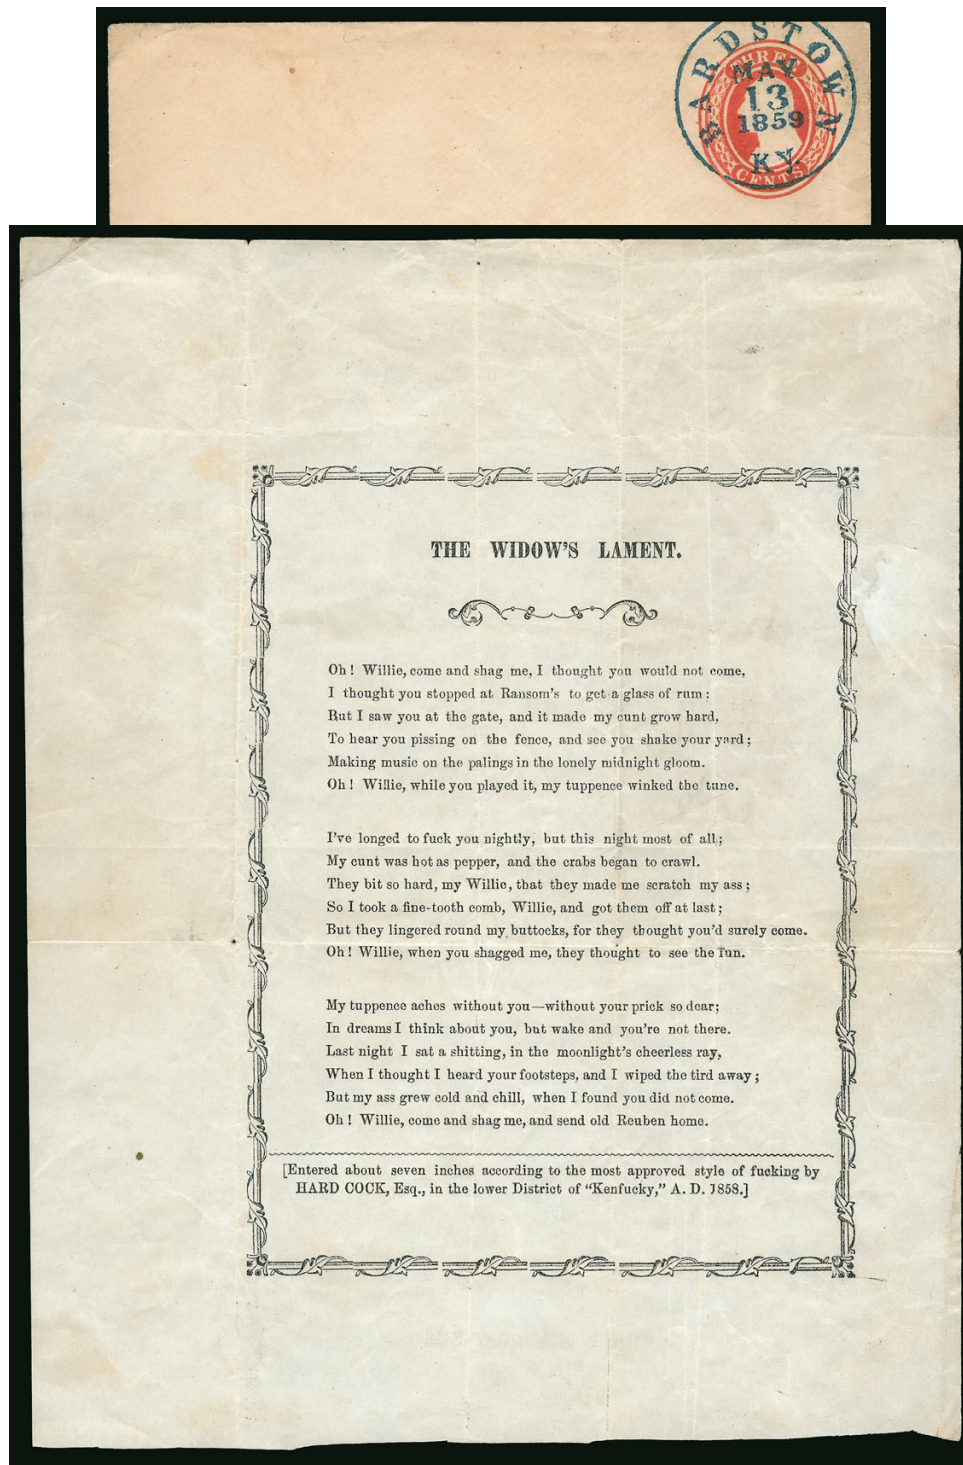 BARDSTOWN
THREE
MAY
13
1859
KY.
CENTS
THE WIDOW'S LAMENT.
Oh! Willie, come and shag me, I thought you would not come,
I thought you stopped at Ransom's to get a glass of rum:
But I saw you at the gate, and it made my cunt grow hard,
To hear you pissing on the fence, and see you shake your yard;
Making music on the palings in the lonely midnight gloom.
Oh! Willie, while you played it, my tuppence winked the tune.
I've longed to fuck you nightly, but this night most of all;
My cunt was hot as pepper, and the crabs began to crawl.
They bit so hard, my Willie, that they made me scratch my ass;
So I took a fine-tooth comb, Willie, and got them off at last;
But they lingered round my buttocks, for they thought you'd surely come.
Oh! Willie, when you shagged me, they thought to see the fun.
My tuppence aches without you—without your prick so dear;
In dreams I think about you, but wake and you're not there.
Last night I sat a shitting, in the moonlight's cheerless ray,
When I thought I heard your footsteps, and I wiped the tird away;
But my ass grew cold and chill, when I found you did not come.
Oh! Willie, come and shag me, and send old Reuben home.
[Entered about seven inches according to the most approved style of fucking by
HARD COCK, Esq., in the lower District of "Kenfucky," A. D. 1858.]